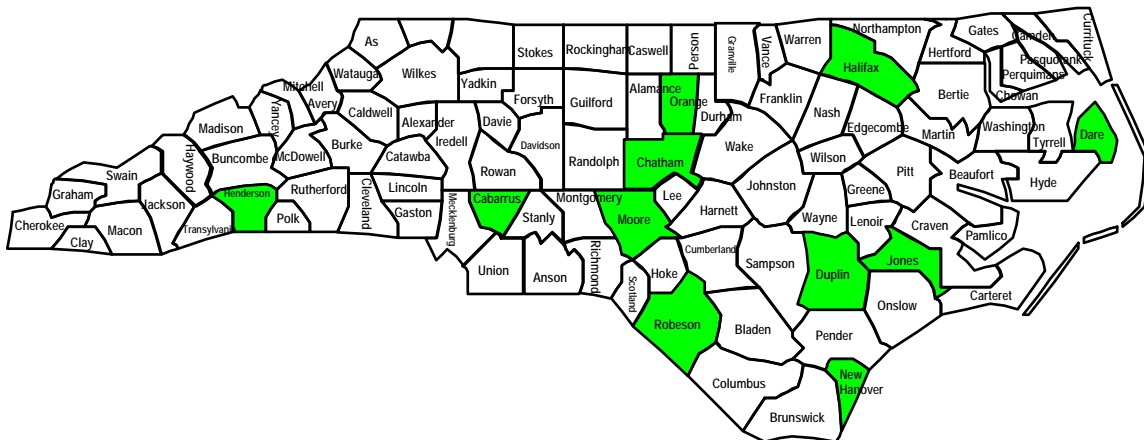 As
Stokes
Rockingham
Caswell
Person
Granville
Vance
Warren
Northampton
Gates
Camden
Currituck
Hertford
Pasquotank
Perquimans
Chowan
Halifax
Watauga
Wilkes
Yadkin
Forsyth
Guilford
Alamance
Orange
Durham
Franklin
Nash
Edgecombe
Bertie
Mitchell
Avery
Yancey
Caldwell
Alexander
Iredell
Davie
Davidson
Randolph
Chatham
Wake
Martin
Washington
Tyrrell
Dare
Madison
Buncombe
McDowell
Burke
Catawba
Rowan
Wilson
Pitt
Beaufort
Hyde
Haywood
Swain
Graham
Jackson
Henderson
Rutherford
Cleveland
Lincoln
Gaston
Mecklenburg
Cabarrus
Stanly
Montgomery
Moore
Lee
Harnett
Johnston
Greene
Wayne
Lenoir
Craven
Pamlico
Cherokee
Clay
Macon
Transylvani
Polk
Union
Anson
Richmond
Scotland
Hoke
Cumberland
Sampson
Duplin
Jones
Onslow
Carteret
Robeson
Bladen
Pender
Columbus
New
Hanover
Brunswick